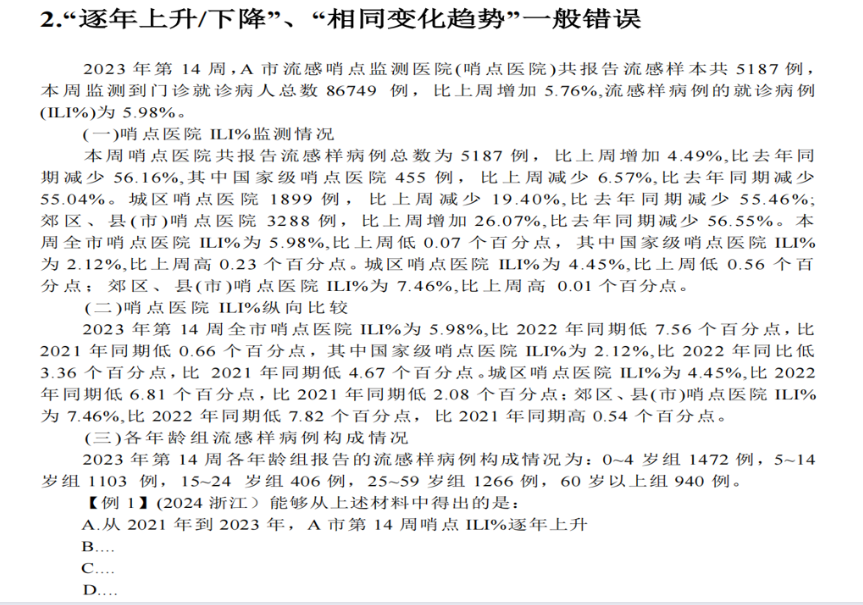 2.“逐年上升/下降”、“相同变化趋势”一般错误
2023 年第 14 周,A 市流感哨点监测医院(哨点医院)共报告流感样本共 5187 例,
本周监测到门诊就诊病人总数 86749 例, 比上周增加 5.76%,流感样病例的就诊病例
(ILI%)为 5.98%。
(一)哨点医院 ILI%监测情况
本周哨点医院共报告流感样病例总数为 5187 例, 比上周增加 4.49%,比去年同
期减少 56.16%,其中国家级哨点医院 455 例, 比上周减少 6.57%,比去年同期减少
55.04%。城区哨点医院 1899 例, 比上周减少 19.40%,比去年同期减少 55.46%;
郊区、县(市)哨点医院 3288 例, 比上周增加 26.07%,比去年同期减少 56.55%。本
周全市哨点医院 ILI%为 5.98%,比上周低 0.07 个百分点, 其中国家级哨点医院 ILI%
为 2.12%,比上周高 0.23 个百分点。城区哨点医院 ILI%为 4.45%,比上周低 0.56 个百
分点; 郊区、县(市)哨点医院 ILI%为 7.46%,比上周高 0.01 个百分点。
(二)哨点医院 ILI%纵向比较
2023 年第 14 周全市哨点医院 ILI%为 5.98%,比 2022 年同期低 7.56 个百分点,比
2021 年同期低 0.66 个百分点, 其中国家级哨点医院 ILI%为 2.12%,比 2022 年同比低
3.36 个百分点,比 2021 年同期低 4.67 个百分点。城区哨点医院 ILI%为 4.45%,比 2022
年同期低 6.81 个百分点,比 2021 年同期低 2.08 个百分点;郊区、县(市)哨点医院 ILI%
为 7.46%,比 2022 年同期低 7.82 个百分点, 比 2021 年同期高 0.54 个百分点。
(三)各年龄组流感样病例构成情况
2023 年第 14 周各年龄组报告的流感样病例构成情况为: 0~4 岁组 1472 例, 5~14
岁组 1103 例, 15~24 岁组 406 例, 25~59 岁组 1266 例, 60 岁以上组 940 例。
【例 1】(2024 浙江）能够从上述材料中得出的是:
A.从 2021 年到 2023 年, A 市第 14 周哨点 ILI%逐年上升
B....
C....
D....